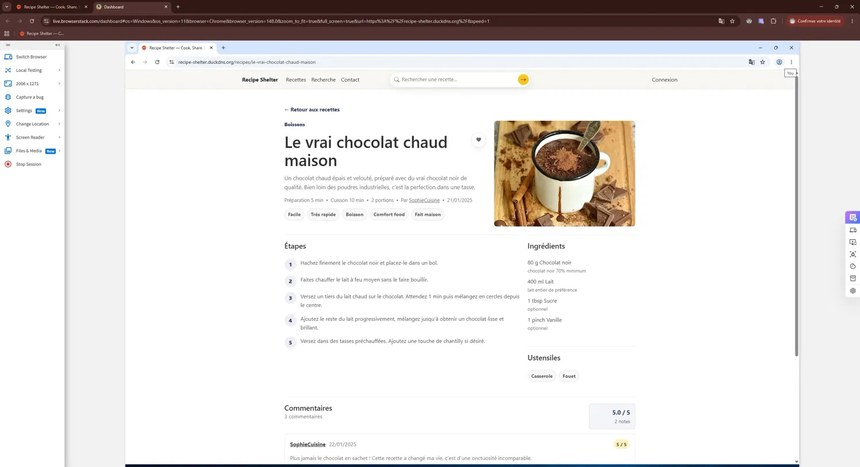 Recipe Shelter — Cook, Share, 
Dashboard
live.browserstack.com/dashboard#os=Windows&os_version=11&browser=Chrome&browser_version=148.0&zoom_to_fit=true&full_screen=true&url=https%3A%2F%2Frecipe-shelter.duckdns.org%2F&speed=1
Confirmer votre identité
Recipe Shelter — C...
Switch Browser
Local Testing
Capture a bug
Settings New
Change Location
Screen Reader
Files & Media New
Stop Session
Recipe Shelter — Cook, Share
recipe-shelter.duckdns.org/recipes/le-vrai-chocolat-chaud-maison
You
Recipe Shelter Recettes Recherche Contact Rechercher une recette... Connexion
← Retour aux recettes
Boissons
Le vrai chocolat chaud
maison
Un chocolat chaud épais et velouté, préparé avec du vrai chocolat noir de
qualité. Bien loin des poudres industrielles, c'est la perfection dans une tasse.
Préparation 5 min • Cuisson 10 min • 2 portions • Par SophieCuisine • 21/01/2025
Facile Très rapide Boisson Comfort food Fait maison
Étapes
1 Hachez finement le chocolat noir et placez-le dans un bol.
2 Faites chauffer le lait à feu moyen sans le faire bouillir.
3 Versez un tiers du lait chaud sur le chocolat. Attendez 1 min puis mélangez en cercles depuis
le centre.
4 Ajoutez le reste du lait progressivement, mélangez jusqu'à obtenir un chocolat lisse et
brillant.
5 Versez dans des tasses préchauffées. Ajoutez une touche de chantilly si désiré.
Ingrédients
80 g Chocolat noir
chocolat noir 70% minimum
400 ml Lait
lait entier de préférence
1 tbsp Sucre
optionnel
1 pinch Vanille
optionnel
Ustensiles
Casserole Fouet
Commentaires
3 commentaires
5.0 / 5
2 notes
SophieCuisine 22/01/2025
5 / 5
Plus jamais le chocolat en sachet ! Cette recette a changé ma vie, c'est d'une onctuosité incomparable.